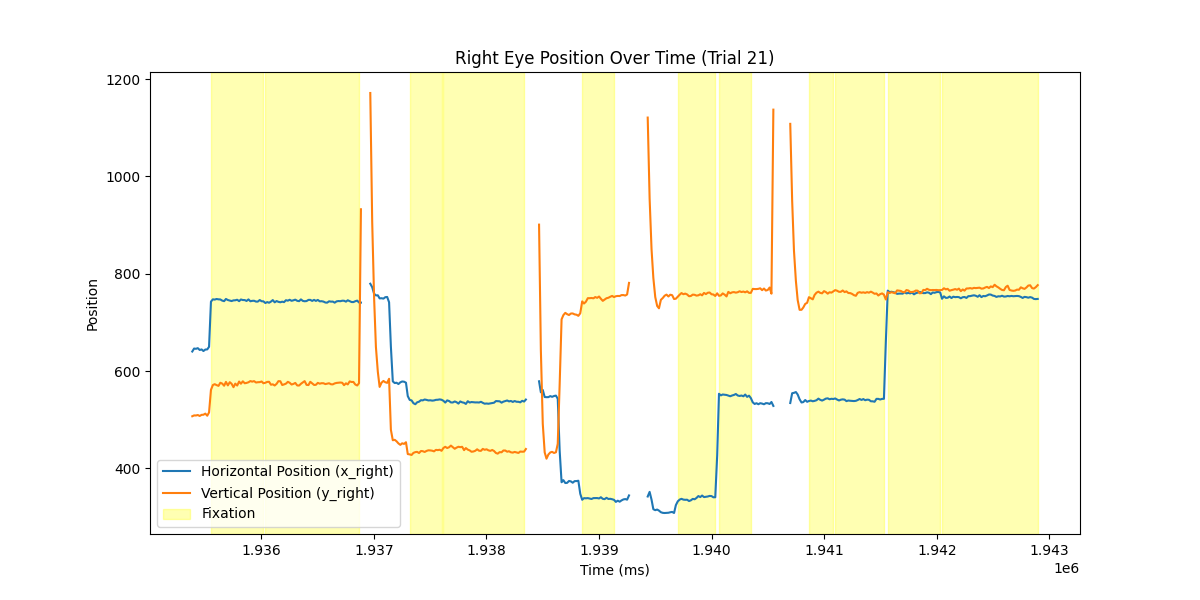 Right Eye Position Over Time (Trial 21)
1200
1000
800
600
400
Position
Horizontal Position (x_right)
Vertical Position (y_right)
Fixation
1.936 1.937 1.938 1.939 1.940 1.941 1.942 1.943
1e6
Time (ms)